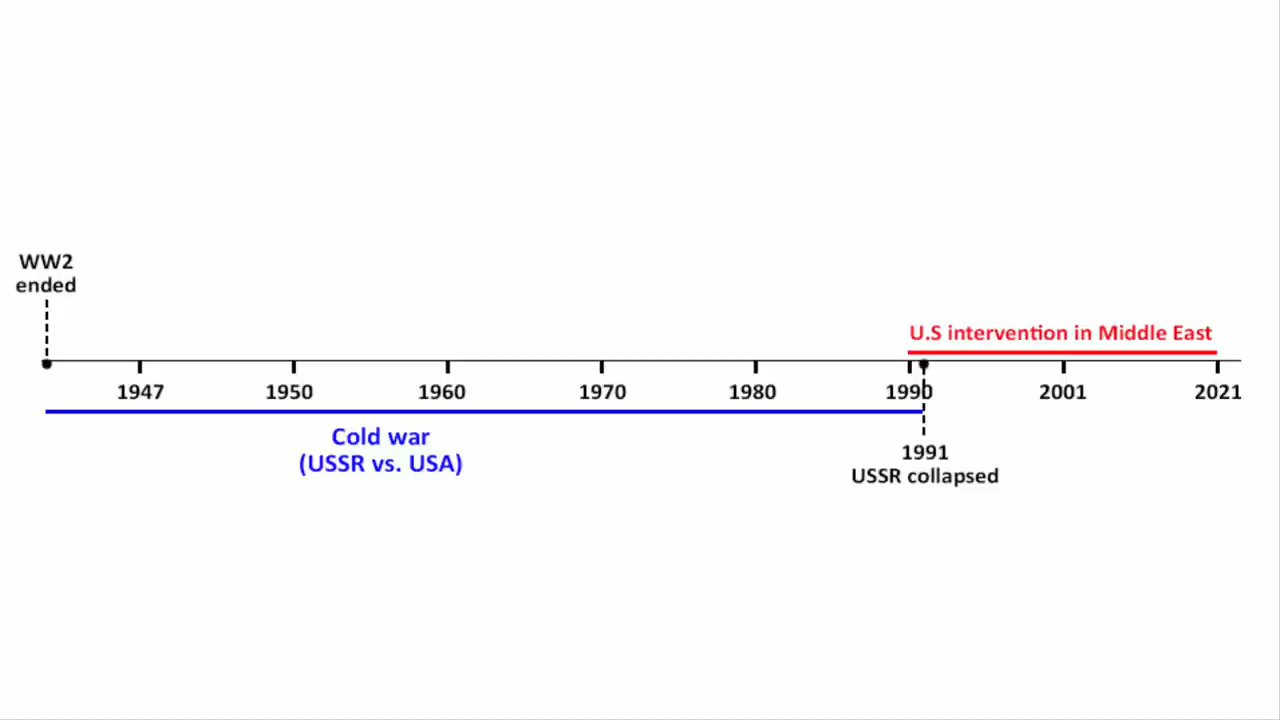 WW2
ended
U.S intervention in Middle East
1947
1950
1960
1970
1980
1990
2001
2021
Cold war
(USSR vs. USA)
1991
USSR collapsed